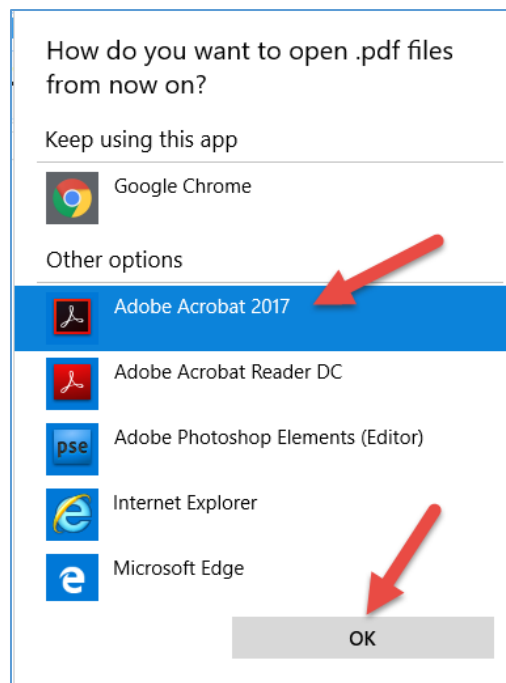 How do you want to open .pdf files
from now on?
Keep using this app
Google Chrome
Other options
Adobe Acrobat 2017
Adobe Acrobat Reader DC
pse
Adobe Photoshop Elements (Editor)
Internet Explorer
Microsoft Edge
OK